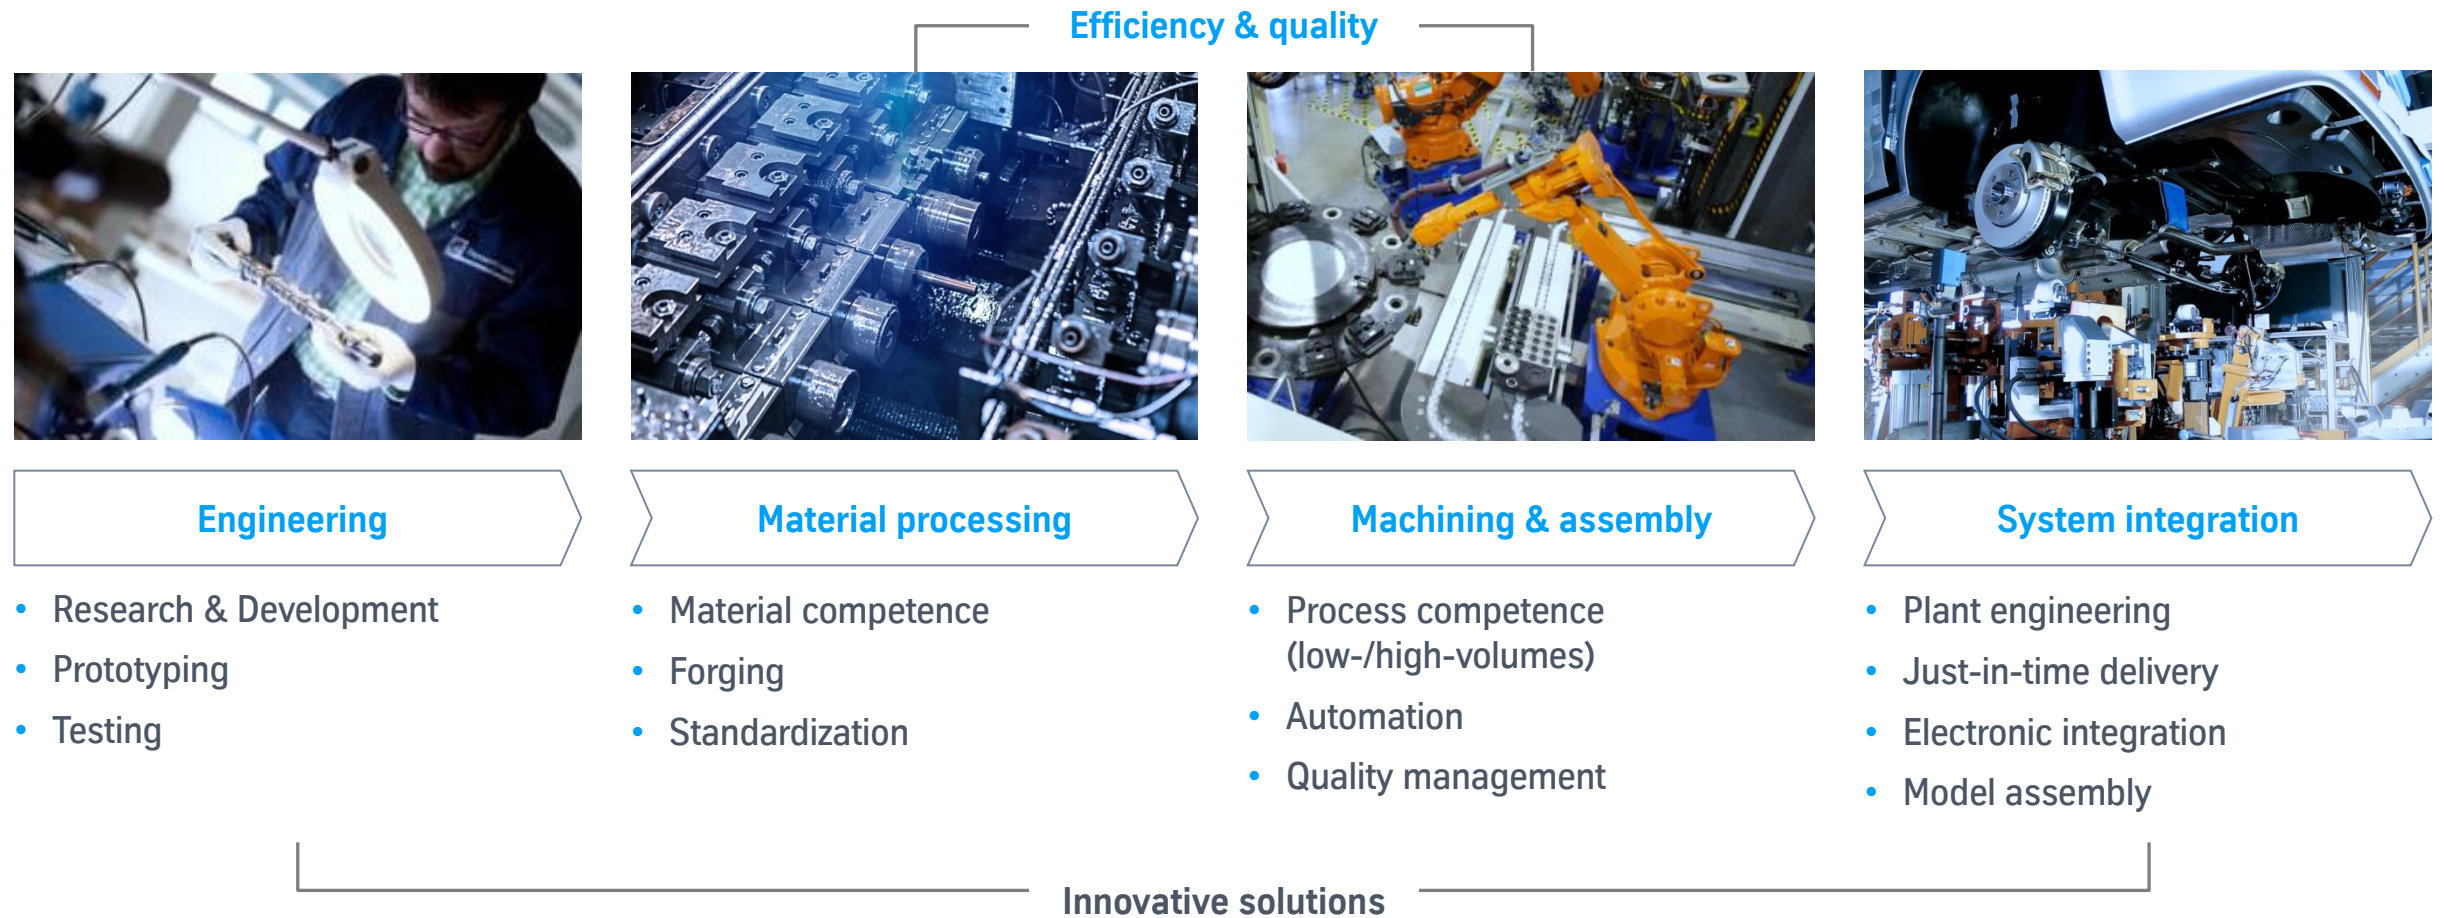 Efficiency & quality
Engineering
• Research & Development
• Prototyping
• Testing
Material processing
• Material competence
• Forging
• Standardization
Machining & assembly
• Process competence
(low-/high-volumes)
• Automation
• Quality management
System integration
• Plant engineering
• Just-in-time delivery
• Electronic integration
• Model assembly
Innovative solutions